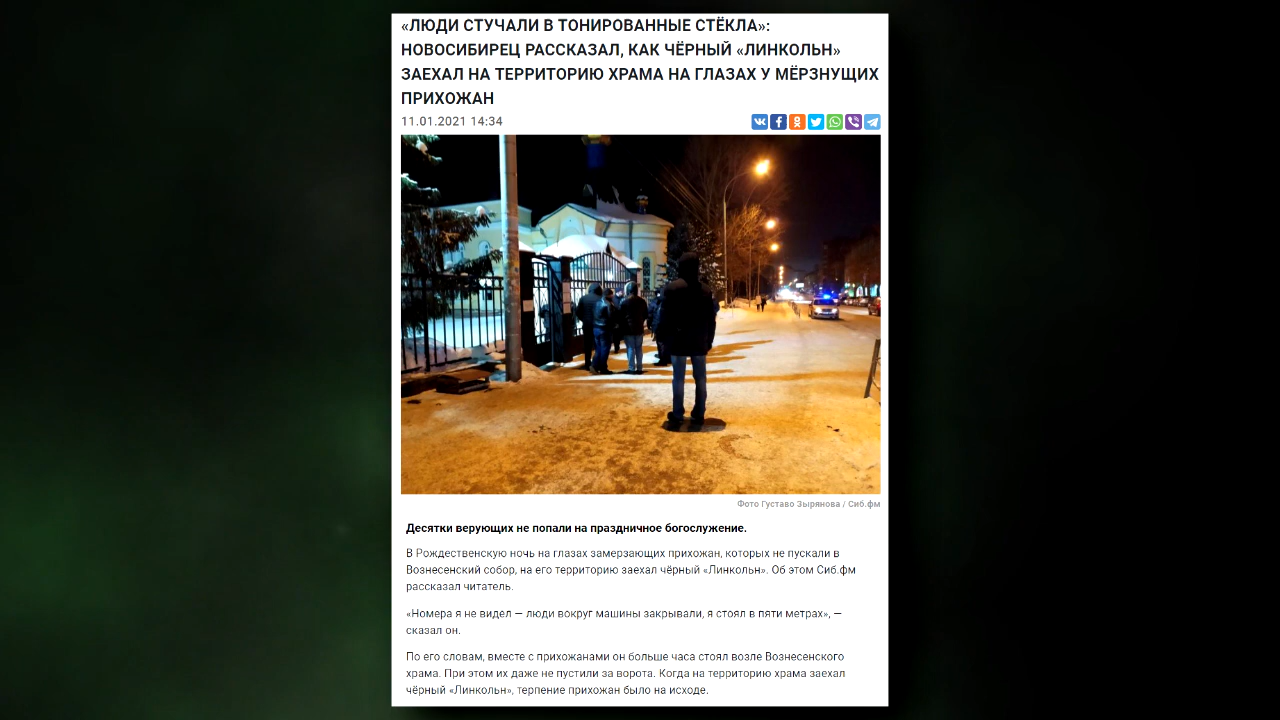 «ЛЮДИ СТУЧАЛИ В ТОНИРОВАННЫЕ СТЁКЛА»:
НОВОСИБИРЕЦ РАССКАЗАЛ, КАК ЧЁРНЫЙ «ЛИНКОЛЬН»
ЗАЕХАЛ НА ТЕРРИТОРИЮ ХРАМА НА ГЛАЗАХ У МЁРЗНУЩИХ
ПРИХОЖАН
11.01.2021 14:34
Фото Густаво Зырянова / Сиб.фм
Десятки верующих не попали на праздничное богослужение.
В Рождественскую ночь на глазах замерзающих прихожан, которых не пускали в
Вознесенский собор, на его территорию заехал чёрный «Линкольн». Об этом Сиб.фм
рассказал читатель.
«Номера я не видел — люди вокруг машины закрывали, я стоял в пяти метрах», —
сказал он.
По его словам, вместе с прихожанами он больше часа стоял возле Вознесенского
храма. При этом их даже не пустили за ворота. Когда на территорию храма заехал
чёрный «Линкольн», терпение прихожан было на исходе.